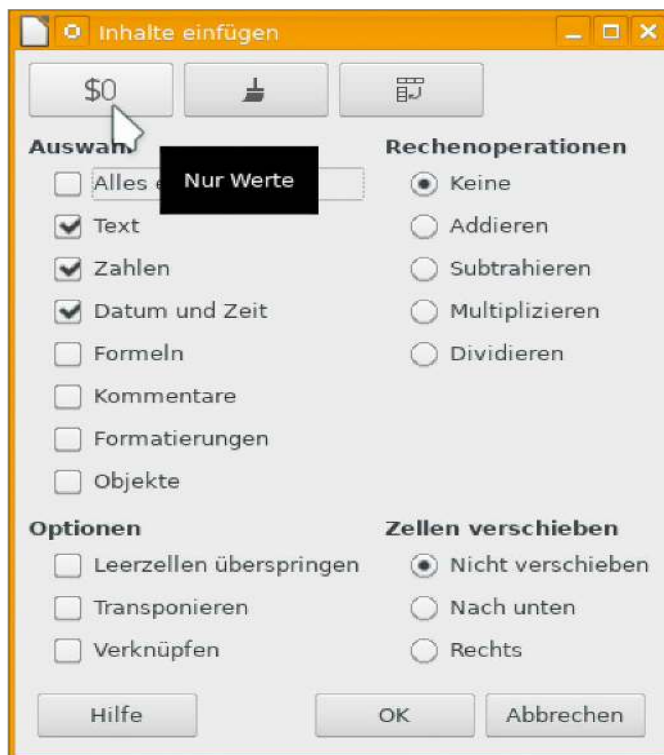 Inhalte einfügen
$0
Nur Werte
Auswahl
Alles
Text
Zahlen
Datum und Zeit
Formeln
Kommentare
Formatierungen
Objekte
Rechenoperationen
Keine
Addieren
Subtrahieren
Multiplizieren
Dividieren
Optionen
Leerzellen überspringen
Transponieren
Verknüpfen
Zellen verschieben
Nicht verschieben
Nach unten
Rechts
Hilfe
OK
Abbrechen